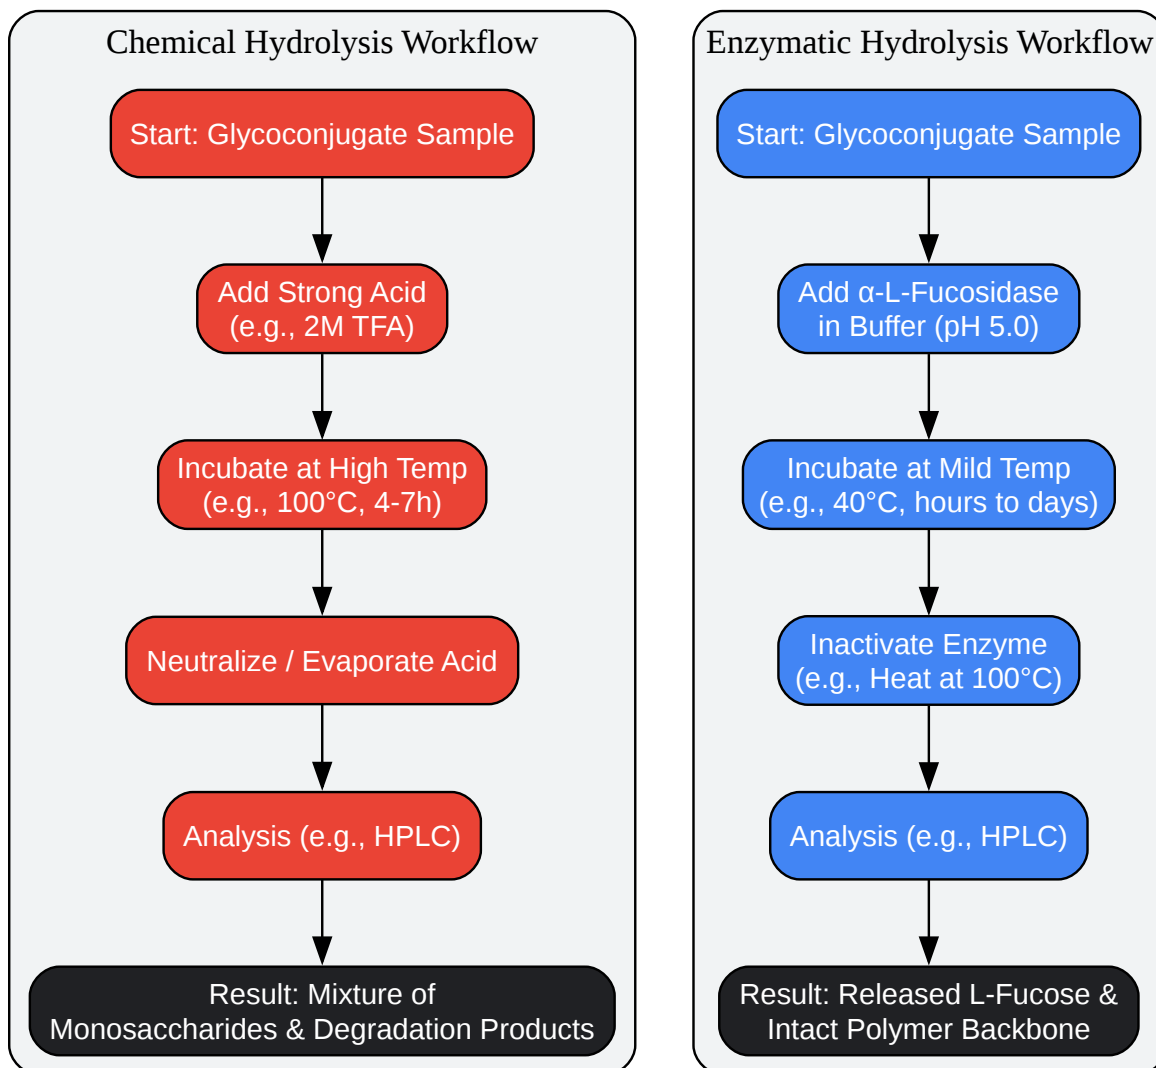 Chemical Hydrolysis Workflow
Start: Glycoconjugate Sample
Add Strong Acid
(e.g., 2M TFA)
Incubate at High Temp
(e.g., 100°C, 4-7h)
Neutralize / Evaporate Acid
Analysis (e.g., HPLC)
Result: Mixture of
Monosaccharides & Degradation Products
Enzymatic Hydrolysis Workflow
Start: Glycoconjugate Sample
Add α-L-Fucosidase
in Buffer (pH 5.0)
Incubate at Mild Temp
(e.g., 40°C, hours to days)
Inactivate Enzyme
(e.g., Heat at 100°C)
Analysis (e.g., HPLC)
Result: Released L-Fucose &
Intact Polymer Backbone